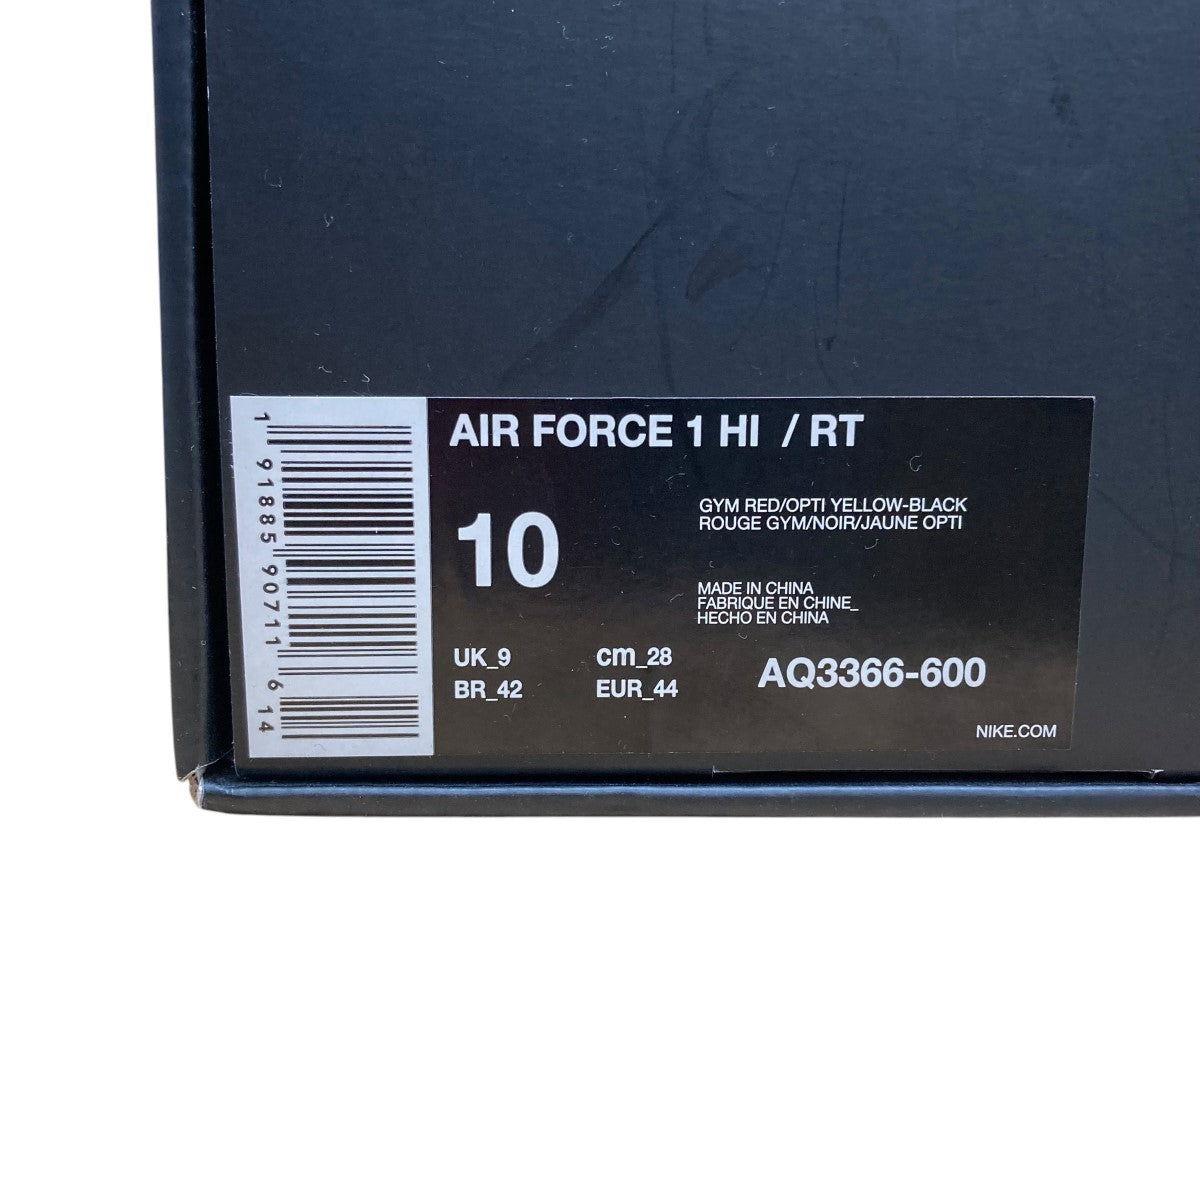 AIR FORCE 1 HI / RT
10
GYM RED/OPTI YELLOW-BLACK
ROUGE GYM/NOIR/JAUNE OPTI
MADE IN CHINA
FABRIQUE EN CHINE_
HECHO EN CHINA
UK_9 cm_28
BR_42 EUR_44
AQ3366-600
NIKE.COM
1 91885 90711 6 14